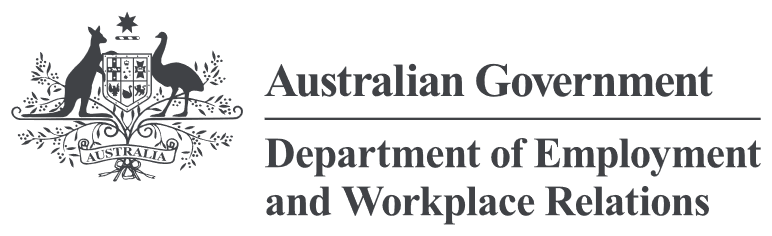 Australian Government
Department of Employment
and Workplace Relations
AUSTRALIA